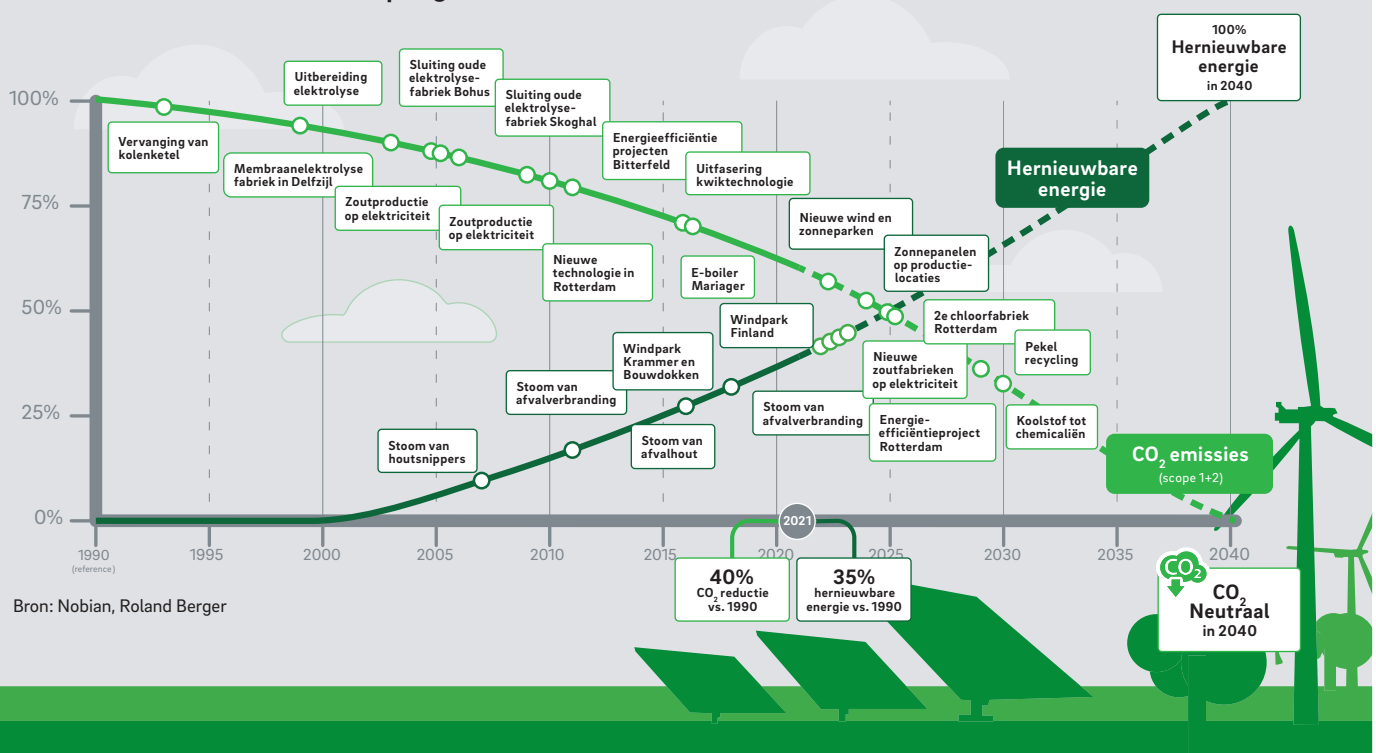 100%
75%
50%
25%
0%
Vervanging van
kolenketel
Uitbereiding
elektrolyse
Membraanelektrolyse
fabriek in Delfzijl
Sluiting oude
elektrolyse-
fabriek Bohus
Zoutproductie
op elektriciteit
Sluiting oude
elektrolyse-
fabriek Skoghal
Zoutproductie
op elektriciteit
Nieuwe
technologie in
Rotterdam
Energieefficiëntie
projecten
Bitterfeld
Uitfasering
kwiktechnologie
E-boiler
Mariager
Nieuwe wind en
zonneparken
Zonnepanelen
op productie-
locaties
Hernieuwbare
energie
100%
Hernieuwbare
energie
in 2040
Stoom van
houtsnippers
Stoom van
afvalverbranding
Windpark
Krammer en
Bouwdokken
Stoom van
afvalhout
Windpark
Finland
Stoom van
afvalverbranding
Nieuwe
zoutfabrieken
op elektriciteit
Energie-
efficiëntieproject
Rotterdam
2e chloorfabriek
Rotterdam
Pekel
recycling
Koolstof tot
chemicaliën
CO2 emissies
(scope 1+2)
2021
1990
(reference)
1995
2000
2005
2010
2015
2020
2025
2030
2035
2040
40%
CO2 reductie
vs. 1990
35%
hernieuwbare
energie vs. 1990
CO2
CO2
Neutraal
in 2040
Bron: Nobian, Roland Berger